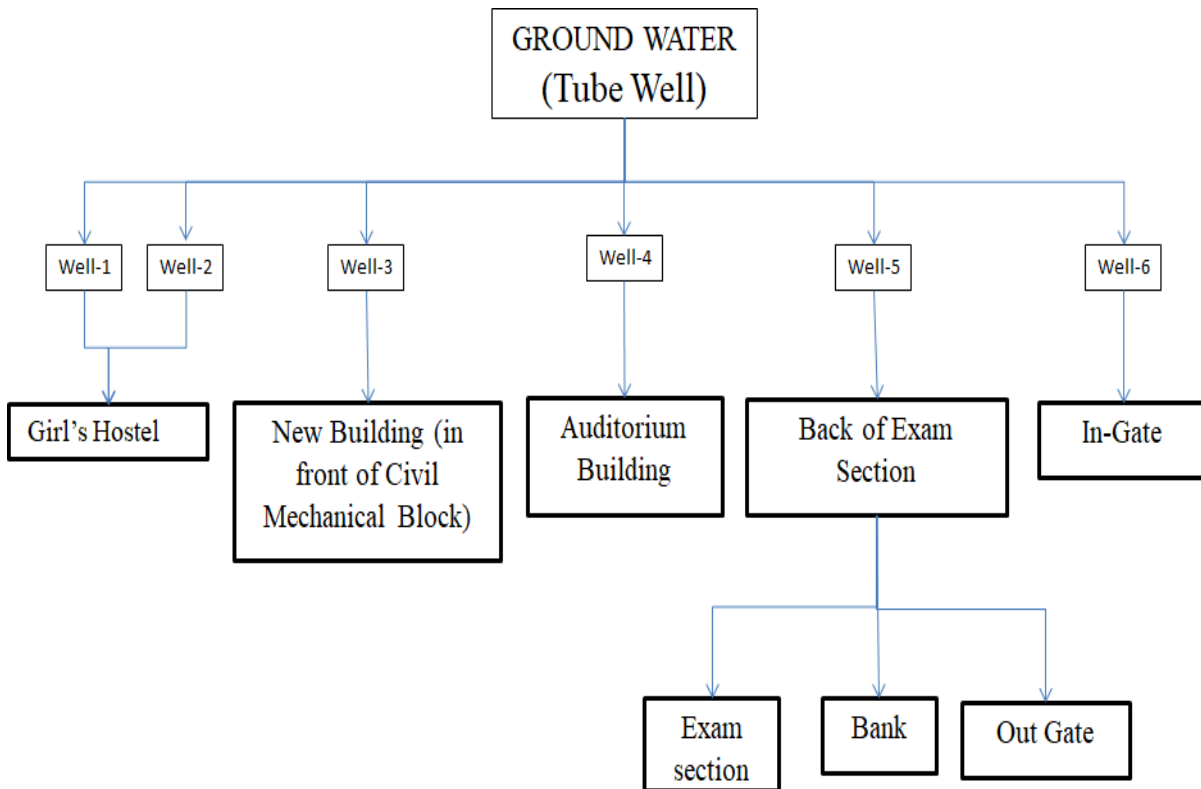 GROUND WATER
(Tube Well)
Well-1
Well-2
Well-3
Well-4
Well-5
Well-6
Girl's Hostel
New Building (in
front of Civil
Mechanical Block)
Auditorium
Building
Back of Exam
Section
In-Gate
Exam
section
Bank
Out Gate